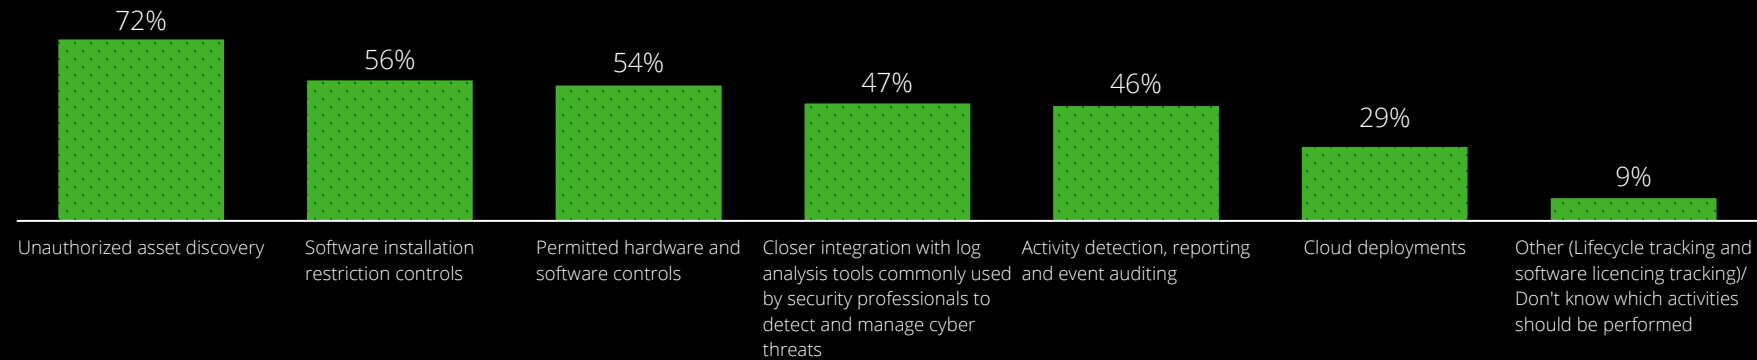 72%
56%
54%
47%
46%
29%
9%
Unauthorized asset discovery
Software installation
restriction controls
Permitted hardware and
software controls
Closer integration with log
analysis tools commonly used
by security professionals to
detect and manage cyber
threats
Activity detection, reporting
and event auditing
Cloud deployments
Other (Lifecycle tracking and
software licencing tracking)/
Don't know which activities
should be performed